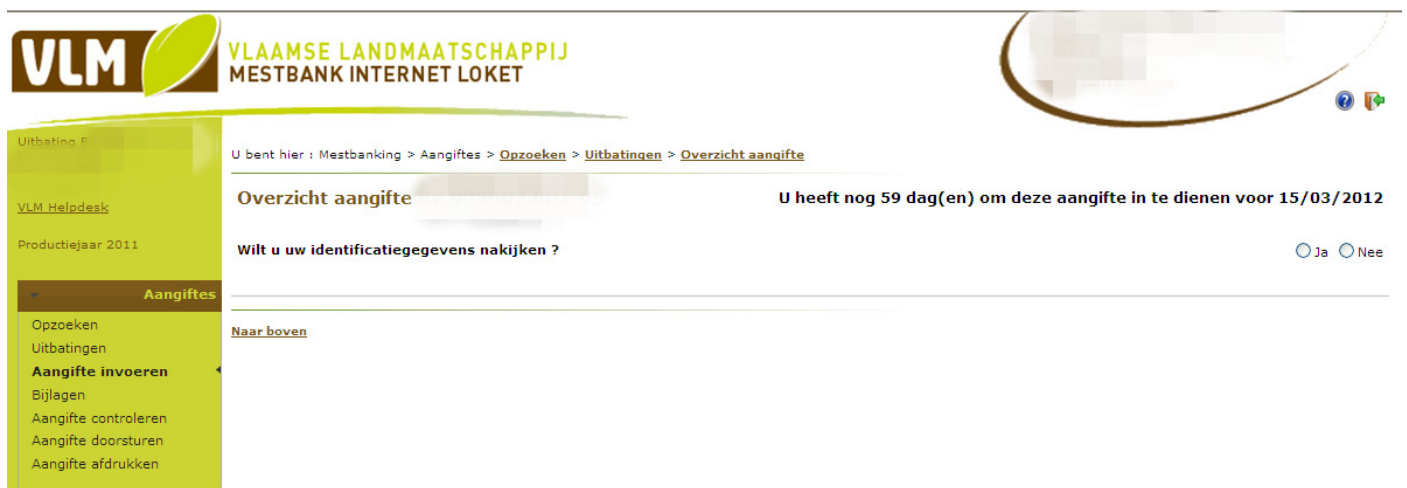 VLM
VLAAMSE LANDMAATSCHAPPIJ
MESTBANK INTERNET LOKET
Uitbating
VLM Helpdesk
Productiejaar 2011
Aangiftes
Opzoeken
Uitbatingen
Aangifte invoeren
Bijlagen
Aangifte controleren
Aangifte doorsturen
Aangifte afdrukken
U bent hier : Mestbanking > Aangiftes > Opzoeken > Uitbatingen > Overzicht aangifte
Overzicht aangifte
U heeft nog 59 dag(en) om deze aangifte in te dienen voor 15/03/2012
Wilt u uw identificatiegegevens nakijken ?
Ja Nee
Naar boven